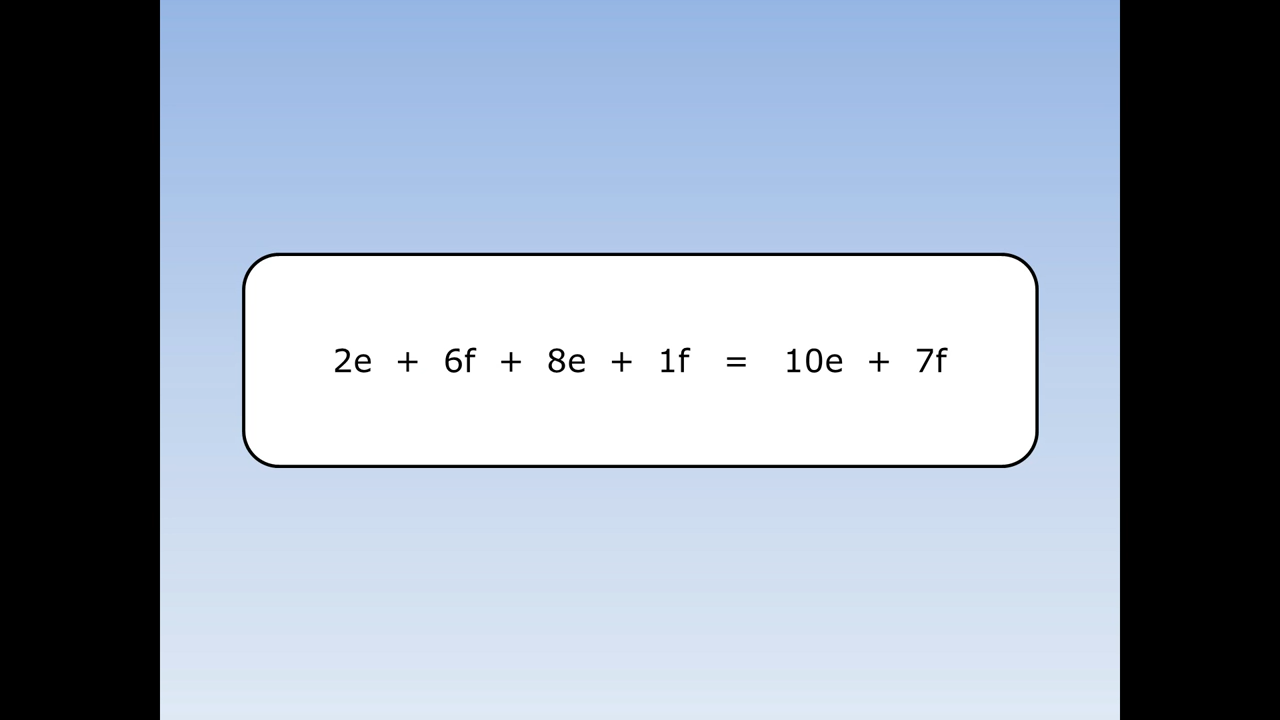 2e + 6f + 8e + 1f = 10e + 7f